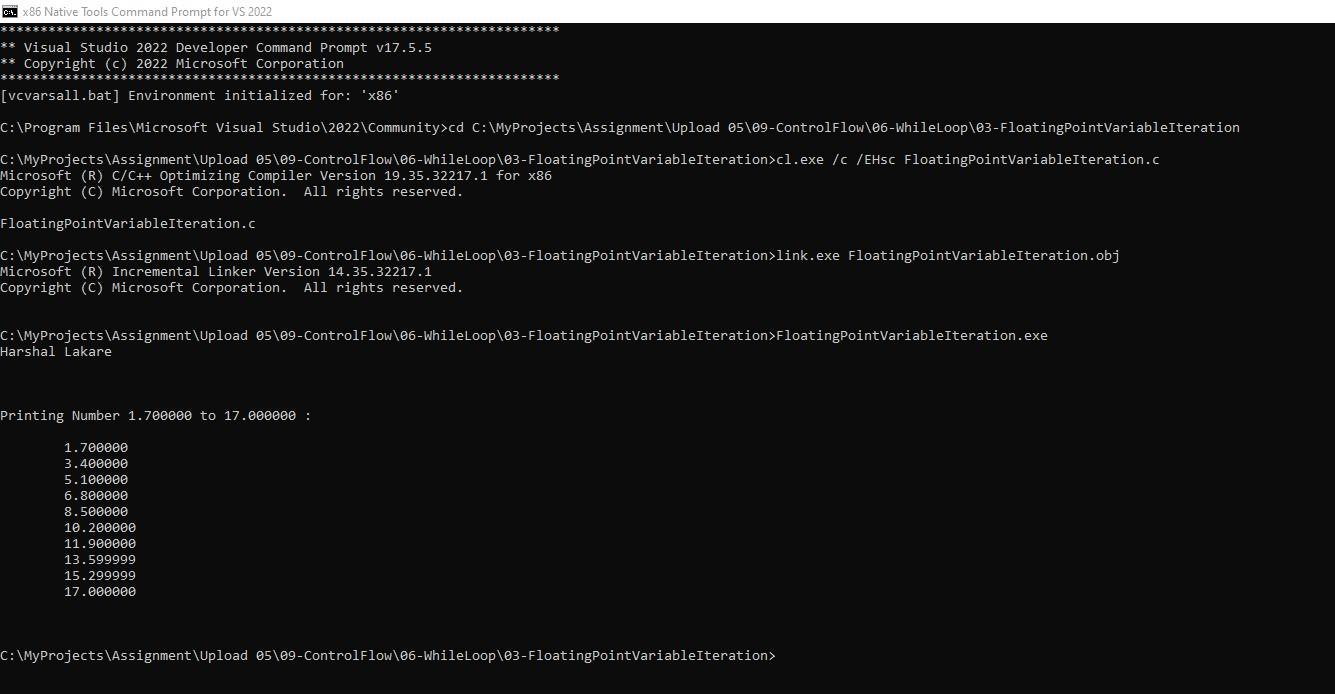 x86 Native Tools Command Prompt for VS 2022
**********************************************************************
** Visual Studio 2022 Developer Command Prompt v17.5.5
** Copyright (c) 2022 Microsoft Corporation
**********************************************************************
[vcvarsall.bat] Environment initialized for: 'x86'
C:\Program Files\Microsoft Visual Studio\2022\Community>cd C:\MyProjects\Assignment\Upload 05\09-ControlFlow\06-WhileLoop\03-FloatingPointVariableIteration
C:\MyProjects\Assignment\Upload 05\09-ControlFlow\06-WhileLoop\03-FloatingPointVariableIteration>cl.exe /c /EHsc FloatingPointVariableIteration.c
Microsoft (R) C/C++ Optimizing Compiler Version 19.35.32217.1 for x86
Copyright (C) Microsoft Corporation.  All rights reserved.
FloatingPointVariableIteration.c
C:\MyProjects\Assignment\Upload 05\09-ControlFlow\06-WhileLoop\03-FloatingPointVariableIteration>link.exe FloatingPointVariableIteration.obj
Microsoft (R) Incremental Linker Version 14.35.32217.1
Copyright (C) Microsoft Corporation.  All rights reserved.
C:\MyProjects\Assignment\Upload 05\09-ControlFlow\06-WhileLoop\03-FloatingPointVariableIteration>FloatingPointVariableIteration.exe
Harshal Lakare
Printing Number 1.700000 to 17.000000 :
1.700000
3.400000
5.100000
6.800000
8.500000
10.200000
11.900000
13.599999
15.299999
17.000000
C:\MyProjects\Assignment\Upload 05\09-ControlFlow\06-WhileLoop\03-FloatingPointVariableIteration>